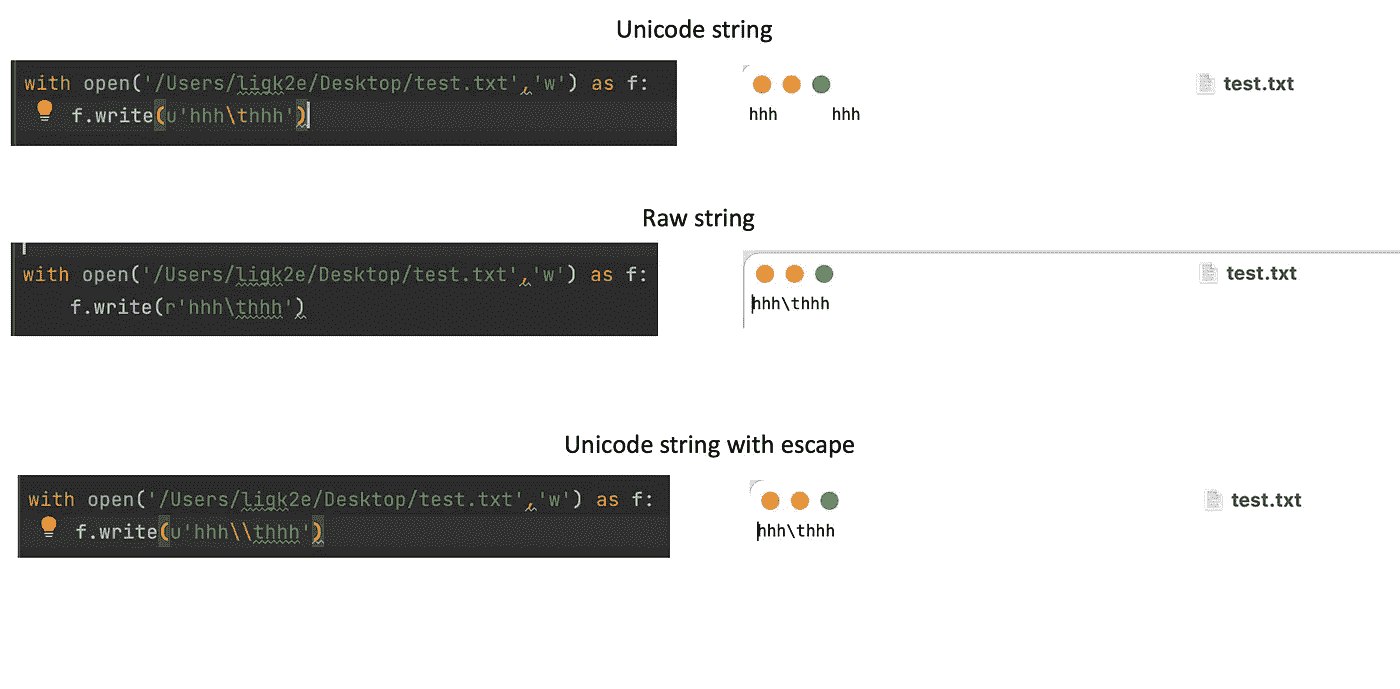 Unicode string
with open('/Users/ligk2e/Desktop/test.txt','w') as f:
f.write(u'hhh\thhh')
hhh hhh
test.txt
Raw string
with open('/Users/ligk2e/Desktop/test.txt','w') as f:
f.write(r'hhh\thhh')
hhh\thhh
test.txt
Unicode string with escape
with open('/Users/ligk2e/Desktop/test.txt','w') as f:
f.write(u'hhh\\thhh')
hhh\thhh
test.txt